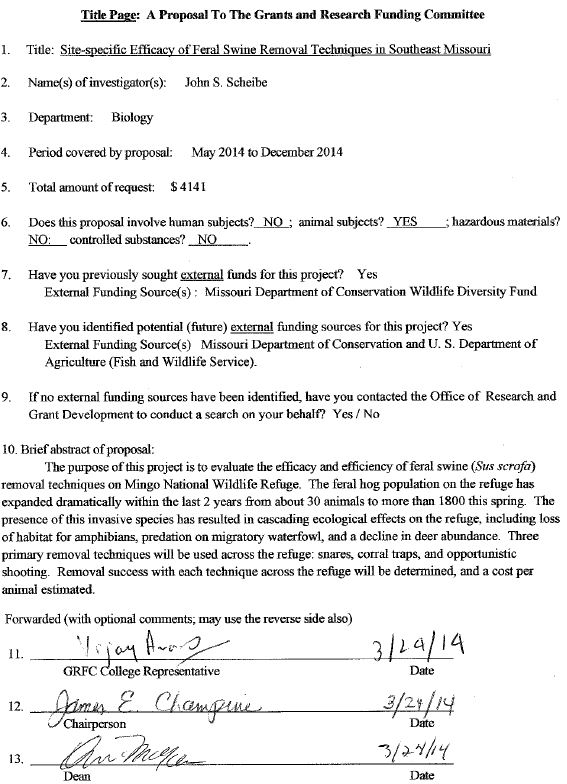 Title Page: A Proposal To The Grants and Research Funding Committee
1. Title: Site-specific Efficacy of Feral Swine Removal Techniques in Southeast Missouri
2. Name(s) of investigator(s): John S. Scheibe
3. Department: Biology
4. Period covered by proposal: May 2014 to December 2014
5. Total amount of request: $ 4141
6. Does this proposal involve human subjects? NO ; animal subjects? YES ; hazardous materials?
NO: controlled substances? NO .
7. Have you previously sought external funds for this project? Yes
External Funding Source(s) : Missouri Department of Conservation Wildlife Diversity Fund
8. Have you identified potential (future) external funding sources for this project? Yes
External Funding Source(s) Missouri Department of Conservation and U. S. Department of
Agriculture (Fish and Wildlife Service).
9. If no external funding sources have been identified, have you contacted the Office of Research and
Grant Development to conduct a search on your behalf? Yes / No
10. Brief abstract of proposal:
The purpose of this project is to evaluate the efficacy and efficiency of feral swine (Sus scrofa)
removal techniques on Mingo National Wildlife Refuge. The feral hog population on the refuge has
expanded dramatically within the last 2 years from about 30 animals to more than 1800 this spring. The
presence of this invasive species has resulted in cascading ecological effects on the refuge, including loss
of habitat for amphibians, predation on migratory waterfowl, and a decline in deer abundance. Three
primary removal techniques will be used across the refuge: snares, corral traps, and opportunistic
shooting. Removal success with each technique across the refuge will be determined, and a cost per
animal estimated.
Forwarded (with optional comments; may use the reverse side also)
11. Vijay 3/24/14
GRFC College Representative Date
12. James E. Champine 3/24/14
Chairperson Date
13. 3/24/14
Dean Date